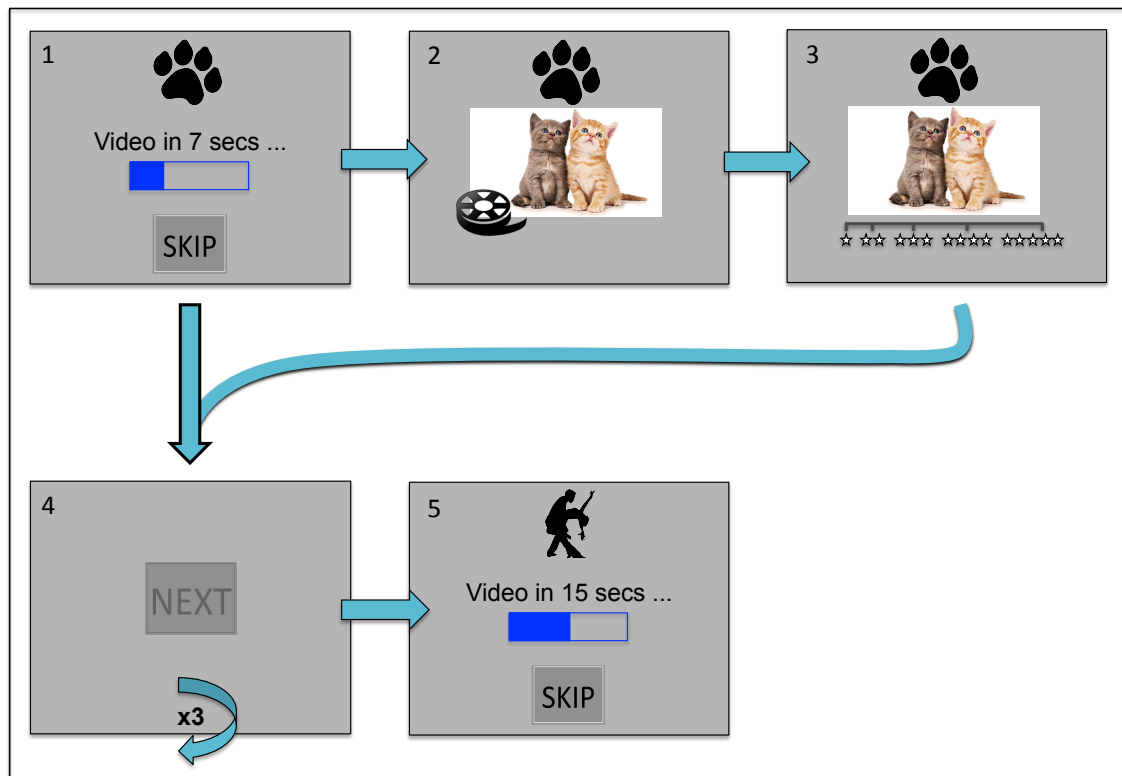 1
Video in 7 secs ...
SKIP
2
3
4
NEXT
x3
5
Video in 15 secs ...
SKIP